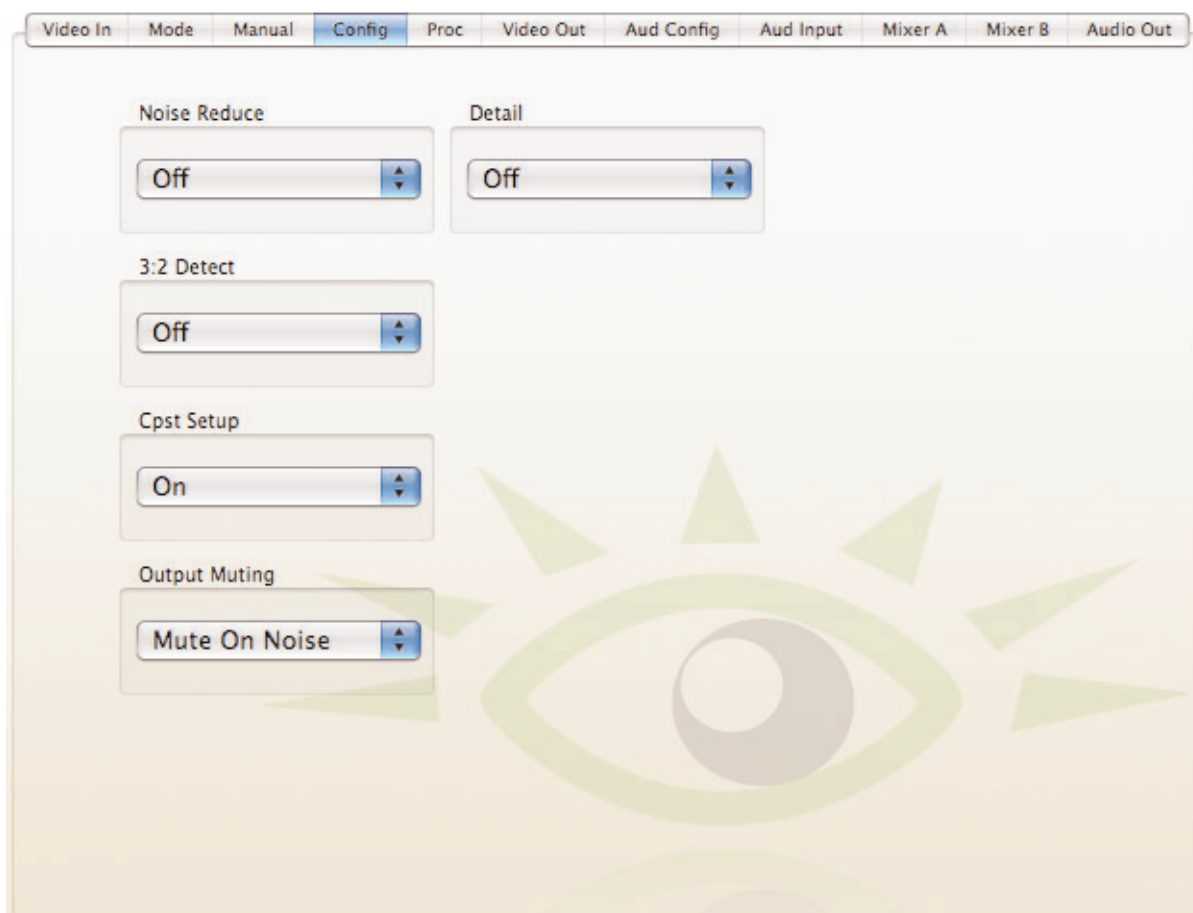 Video In Mode Manual Config Proc Video Out Aud Config Aud Input Mixer A Mixer B Audio Out
Noise Reduce Detail
Off Off
3:2 Detect
Off
Cpst Setup
On
Output Muting
Mute On Noise